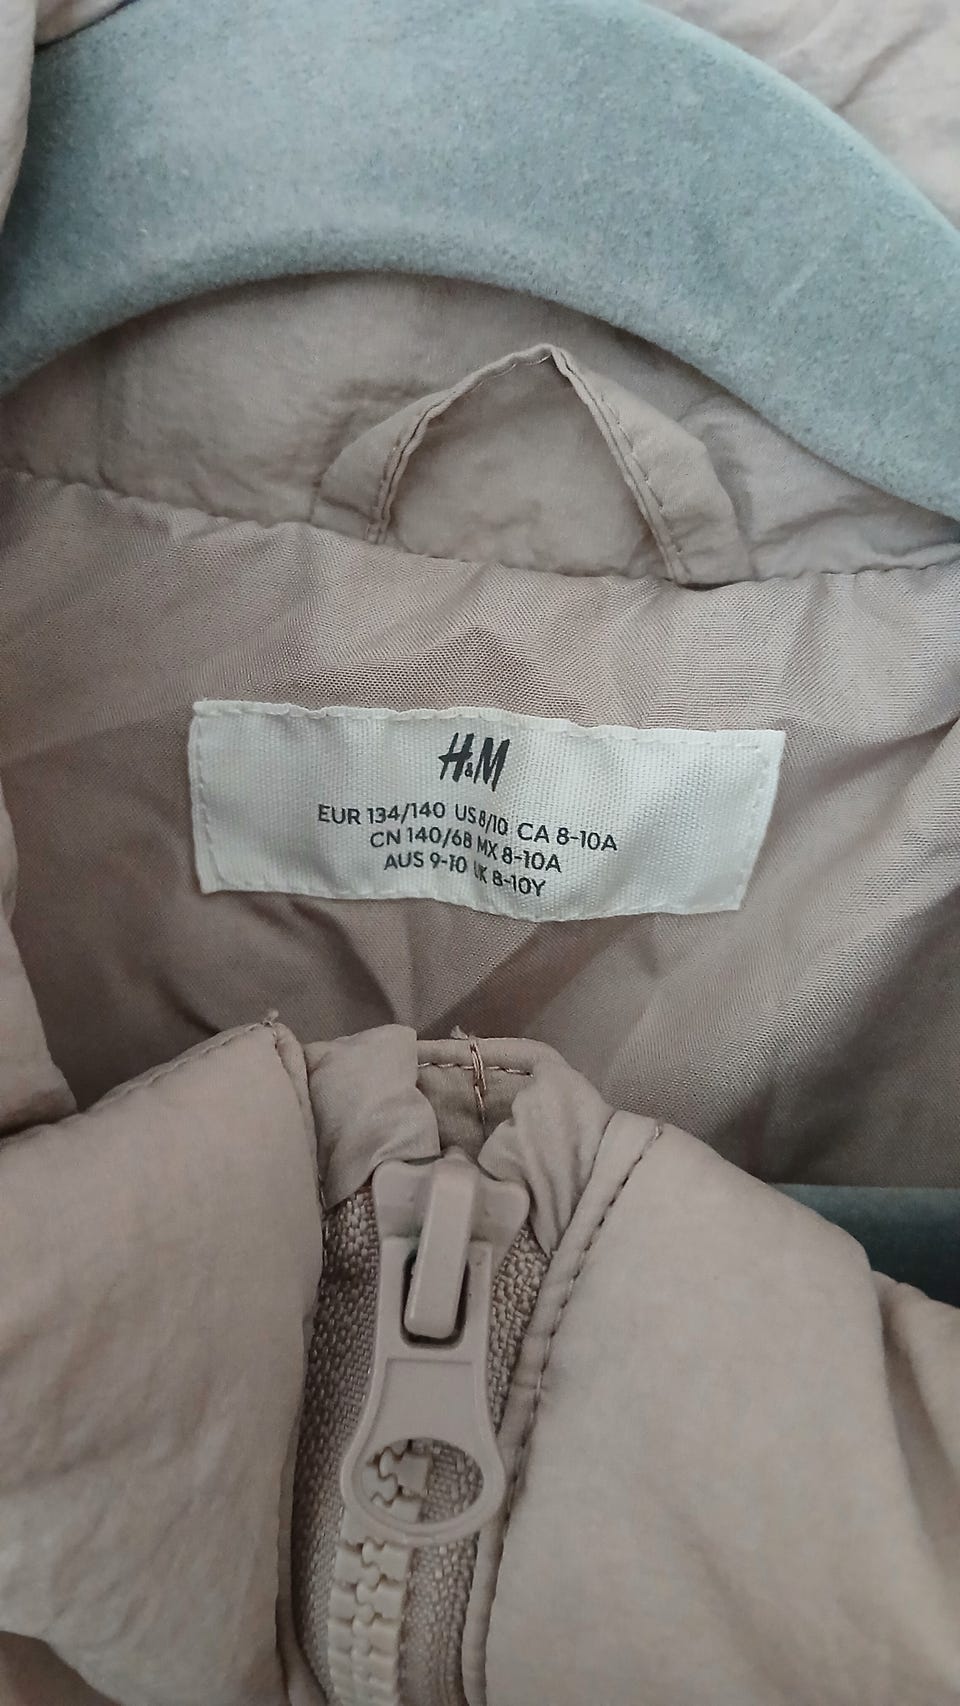 H&M
EUR 134/140 US 8/10 CA 8-10A
CN 140/68 MX 8-10A
AUS 9-10 UK 8-10Y